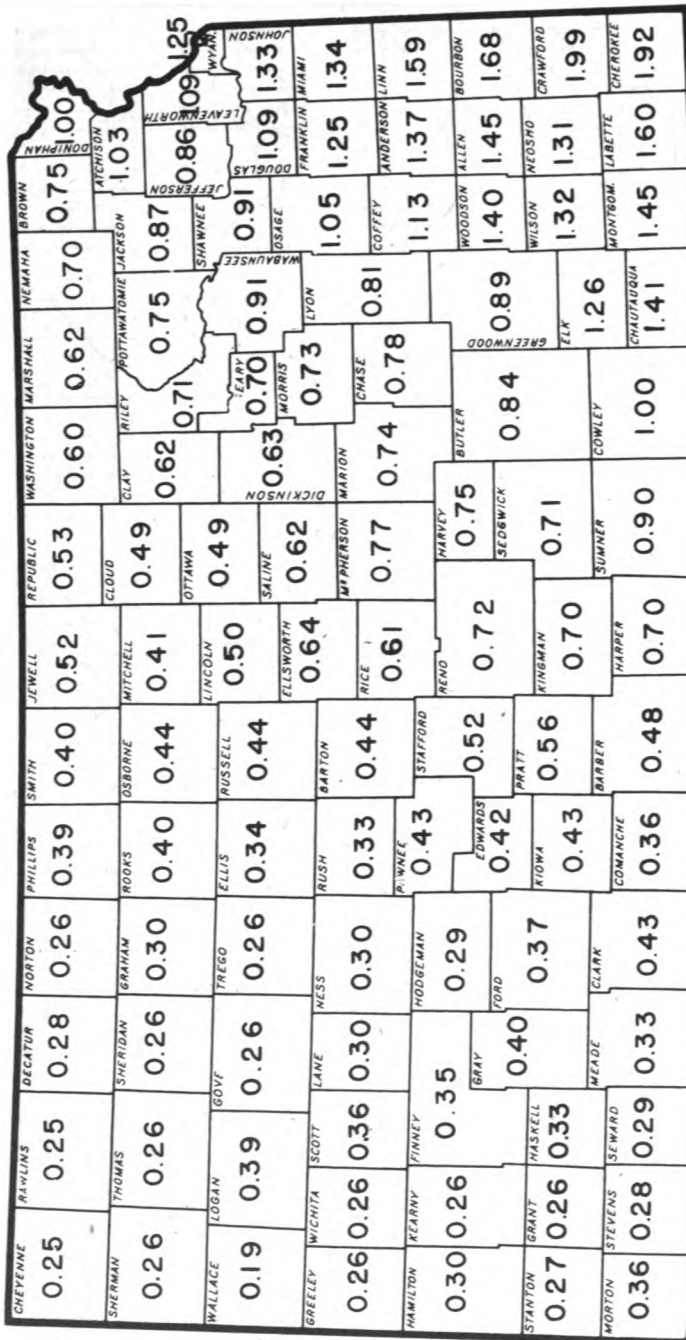 CHEYENNE
0.25
RAWLINS
0.25
DECATUR
0.28
NORTON
0.26
PHILLIPS
0.39
SMITH
0.40
JEWELL
0.52
REPUBLIC
0.53
WASHINGTON
0.60
MARSHALL
0.62
NEMAHA
0.70
BROWN
0.75
DONIPHAN
1.00
SHERMAN
0.26
THOMAS
0.26
SHERIDAN
0.26
GRAHAM
0.30
ROOKS
0.40
OSBORNE
0.44
MITCHELL
0.41
CLOUD
0.49
CLAY
0.62
RILEY
0.71
POTTAWATOMIE
0.75
JACKSON
0.87
ATCHISON
1.03
JEFFERSON
0.86
LEAVENWORTH
1.09
WYAN.
1.25
WALLACE
0.19
LOGAN
0.39
GOVE
0.26
TREGO
0.26
ELLIS
0.34
RUSSELL
0.44
LINCOLN
0.50
OTTAWA
0.49
SALINE
0.62
DICKINSON
0.63
EARY
0.70
WABAUNSEE
0.91
SHAWNEE
0.91
DOUGLAS
1.09
JOHNSON
1.33
GREELEY
0.26
WICHITA
0.26
SCOTT
0.36
LANE
0.30
NESS
0.30
RUSH
0.33
BARTON
0.44
ELLSWORTH
0.64
RICE
0.61
McPHERSON
0.77
MARION
0.74
MORRIS
0.73
CHASE
0.78
LYON
0.81
OSAGE
1.05
FRANKLIN
1.25
MIAMI
1.34
HAMILTON
0.30
KEARNY
0.26
FINNEY
0.35
HODGEMAN
0.29
PAWNEE
0.43
STAFFORD
0.52
RENO
0.72
HARVEY
0.75
BUTLER
0.84
GREENWOOD
0.89
COFFEY
1.13
ANDERSON
1.37
LINN
1.59
GRAY
0.40
FORD
0.37
EDWARDS
0.42
PRATT
0.56
KINGMAN
0.70
SEDGWICK
0.71
WOODSON
1.40
ALLEN
1.45
BOURBON
1.68
STANTON
0.27
GRANT
0.26
HASKELL
0.33
KIOWA
0.43
ELK
1.26
WILSON
1.32
NEOSHO
1.31
CRAWFORD
1.99
MORTON
0.36
STEVENS
0.28
SEWARD
0.29
MEADE
0.33
CLARK
0.43
COMANCHE
0.36
BARBER
0.48
HARPER
0.70
SUMNER
0.90
COWLEY
1.00
CHAUTAUQUA
1.41
MONTGOM.
1.45
LABETTE
1.60
CHEROKEE
1.92